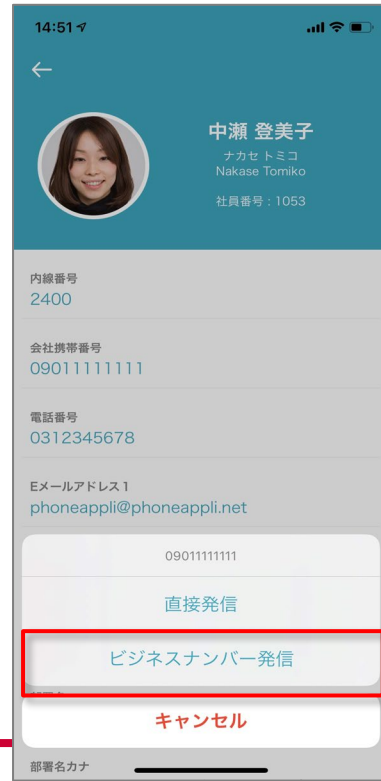 14:51
中瀬 登美子
ナカセ トミコ
Nakase Tomiko
社員番号 : 1053
内線番号
2400
会社携帯番号
09011111111
電話番号
0312345678
Eメールアドレス1
phoneappli@phoneappli.net
09011111111
直接発信
ビジネスナンバー発信
キャンセル
部署名カナ